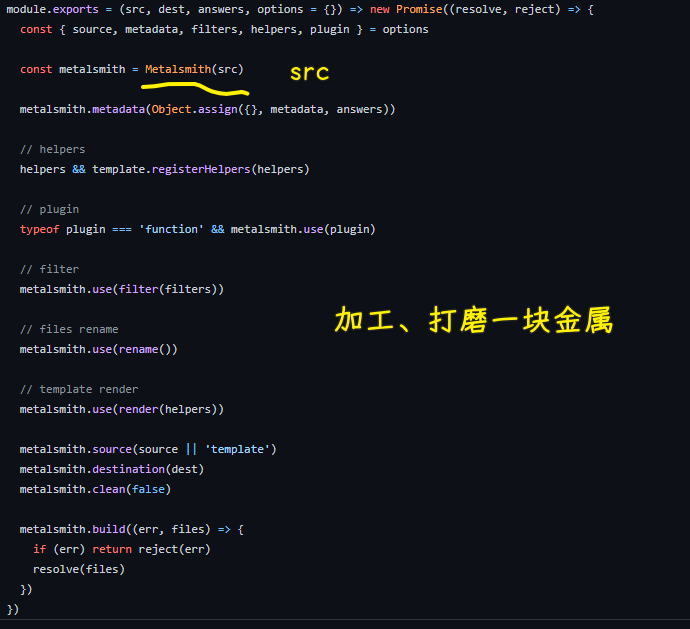 module.exports = (src, dest, answers, options = {}) => new Promise((resolve, reject) => {
  const { source, metadata, filters, helpers, plugin } = options
  const metalsmith = Metalsmith(src)
src
  metalsmith.metadata(Object.assign({}, metadata, answers))
  // helpers
  helpers && template.registerHelpers(helpers)
  // plugin
  typeof plugin === 'function' && metalsmith.use(plugin)
  // filter
  metalsmith.use(filter(filters))
加工、打磨一块金属
  // files rename
  metalsmith.use(rename())
  // template render
  metalsmith.use(render(helpers))
  metalsmith.source(source || 'template')
  metalsmith.destination(dest)
  metalsmith.clean(false)
  metalsmith.build((err, files) => {
    if (err) return reject(err)
    resolve(files)
  })
})